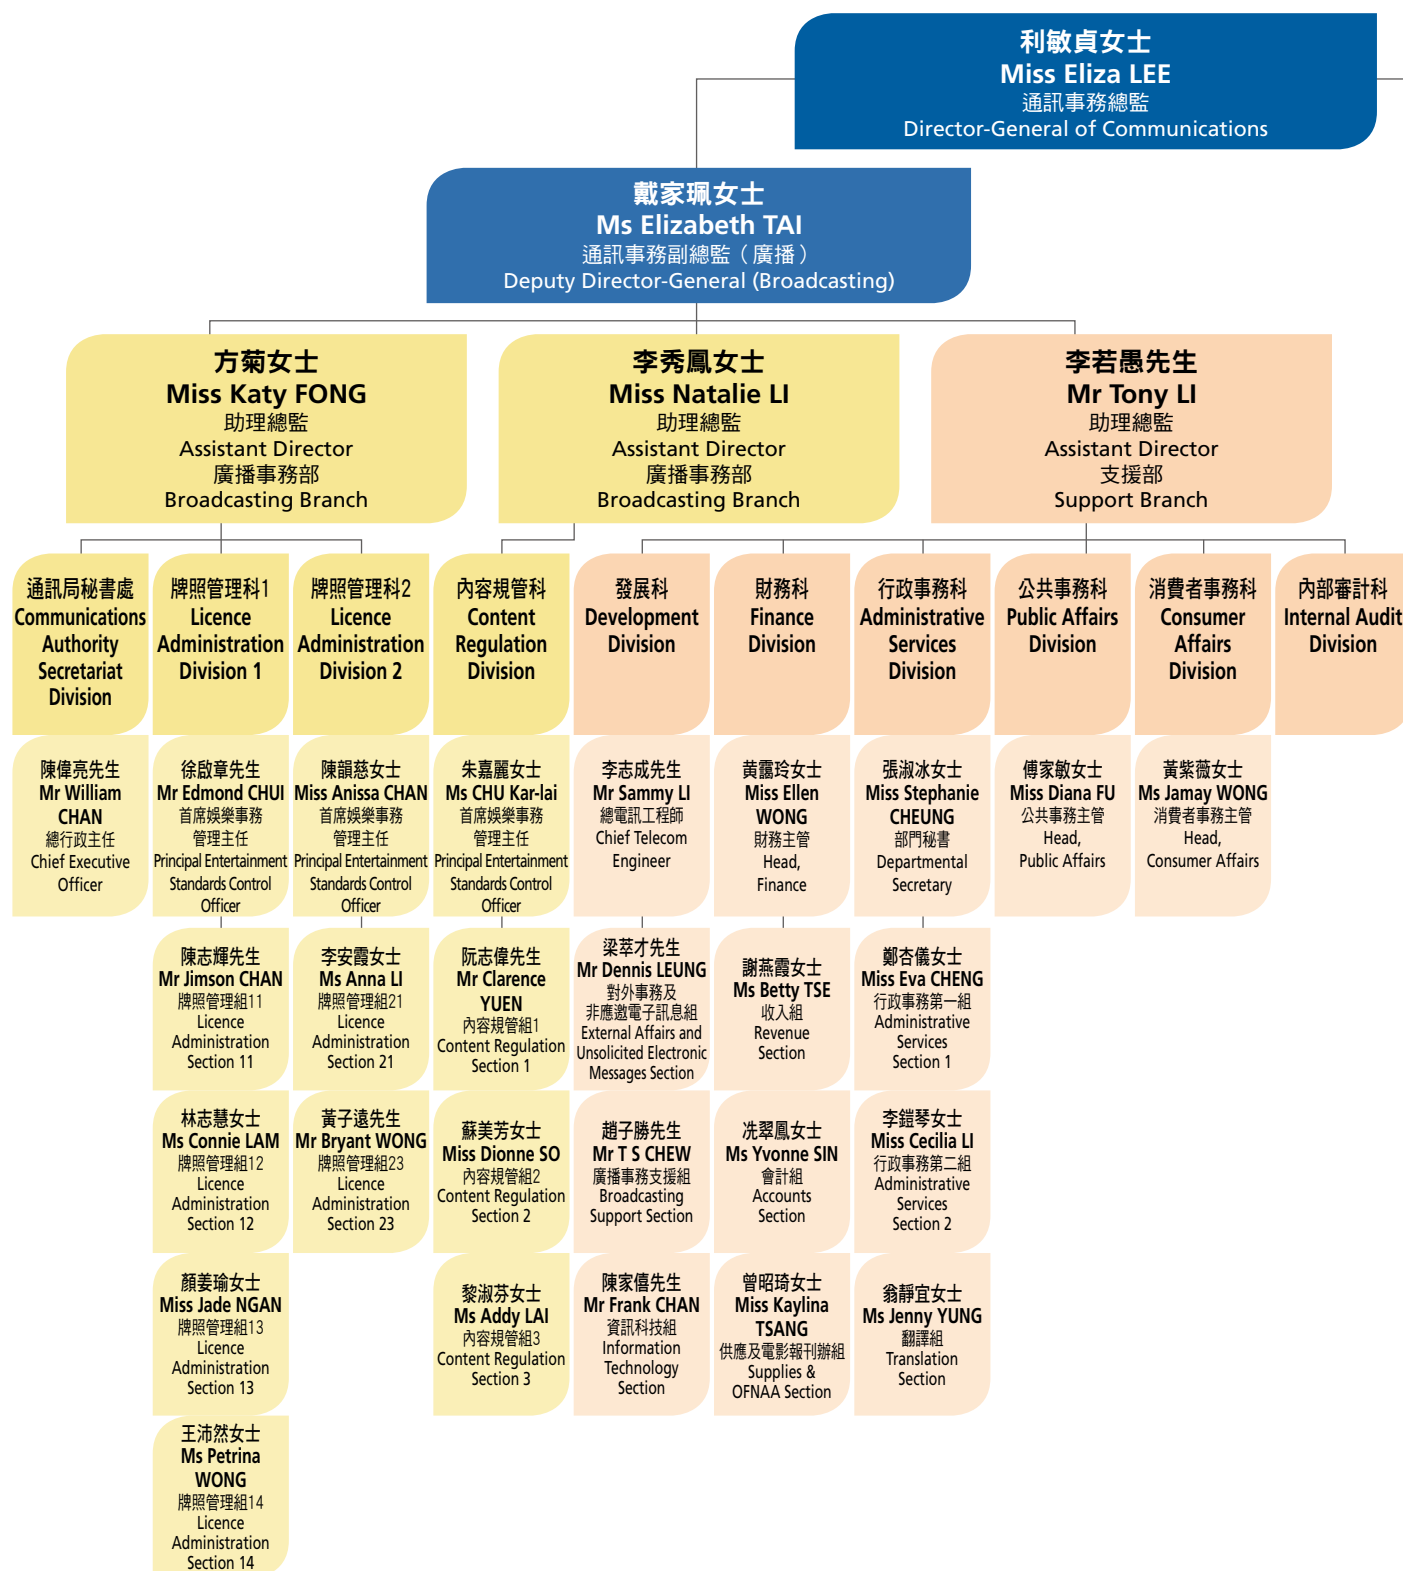 利敏貞女士
Miss Eliza LEE
通訊事務總監
Director-General of Communications
戴家珮女士
Ms Elizabeth TAI
通訊事務副總監（廣播）
Deputy Director-General (Broadcasting)
方菊女士
Miss Katy FONG
助理總監
Assistant Director
廣播事務部
Broadcasting Branch
李秀鳳女士
Miss Natalie LI
助理總監
Assistant Director
廣播事務部
Broadcasting Branch
李若愚先生
Mr Tony LI
助理總監
Assistant Director
支援部
Support Branch
通訊局秘書處
Communications
Authority
Secretariat
Division
牌照管理科1
Licence
Administration
Division 1
牌照管理科2
Licence
Administration
Division 2
內容規管科
Content
Regulation
Division
發展科
Development
Division
財務科
Finance
Division
行政事務科
Administrative
Services
Division
公共事務科
Public Affairs
Division
消費者事務科
Consumer
Affairs
Division
內部審計科
Internal Audit
Division
陳偉亮先生
Mr William
CHAN
總行政主任
Chief Executive
Officer
徐啟章先生
Mr Edmond CHUI
首席娛樂事務
管理主任
Principal Entertainment
Standards Control
Officer
陳韻慈女士
Miss Anissa CHAN
首席娛樂事務
管理主任
Principal Entertainment
Standards Control
Officer
朱嘉麗女士
Ms CHU Kar-lai
首席娛樂事務
管理主任
Principal Entertainment
Standards Control
Officer
李志成先生
Mr Sammy LI
總電訊工程師
Chief Telecom
Engineer
黃靄玲女士
Miss Ellen
WONG
財務主管
Head,
Finance
張淑冰女士
Miss Stephanie
CHEUNG
部門秘書
Departmental
Secretary
傅家敏女士
Miss Diana FU
公共事務主管
Head,
Public Affairs
黃紫薇女士
Ms Jamay WONG
消費者事務主管
Head,
Consumer Affairs
陳志輝先生
Mr Jimson CHAN
牌照管理組11
Licence
Administration
Section 11
李安霞女士
Ms Anna LI
牌照管理組21
Licence
Administration
Section 21
阮志偉先生
Mr Clarence
YUEN
內容規管組1
Content Regulation
Section 1
梁萃才先生
Mr Dennis LEUNG
對外事務及
非應邀電子訊息組
External Affairs and
Unsolicited Electronic
Messages Section
謝燕霞女士
Ms Betty TSE
收入組
Revenue
Section
鄭杏儀女士
Miss Eva CHENG
行政事務第一組
Administrative
Services
Section 1
林志慧女士
Ms Connie LAM
牌照管理組12
Licence
Administration
Section 12
黃子遠先生
Mr Bryant WONG
牌照管理組23
Licence
Administration
Section 23
蘇美芳女士
Miss Dionne SO
內容規管組2
Content Regulation
Section 2
趙子勝先生
Mr T S CHEW
廣播事務支援組
Broadcasting
Support Section
冼翠鳳女士
Ms Yvonne SIN
會計組
Accounts
Section
李鎧琴女士
Miss Cecilia LI
行政事務第二組
Administrative
Services
Section 2
顏姜瑜女士
Miss Jade NGAN
牌照管理組13
Licence
Administration
Section 13
黎淑芬女士
Ms Addy LAI
內容規管組3
Content Regulation
Section 3
陳家僖先生
Mr Frank CHAN
資訊科技組
Information
Technology
Section
曾昭琦女士
Miss Kaylina
TSANG
供應及電影報刊辦組
Supplies &
OFNAA Section
翁靜宜女士
Ms Jenny YUNG
翻譯組
Translation
Section
王沛然女士
Ms Petrina
WONG
牌照管理組14
Licence
Administration
Section 14